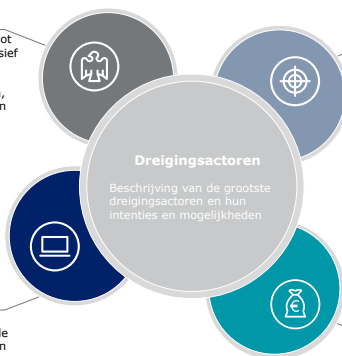 Dreigingsactoren
Beschrijving van de grootste
dreigingsactoren en hun
intenties en mogelijkheden